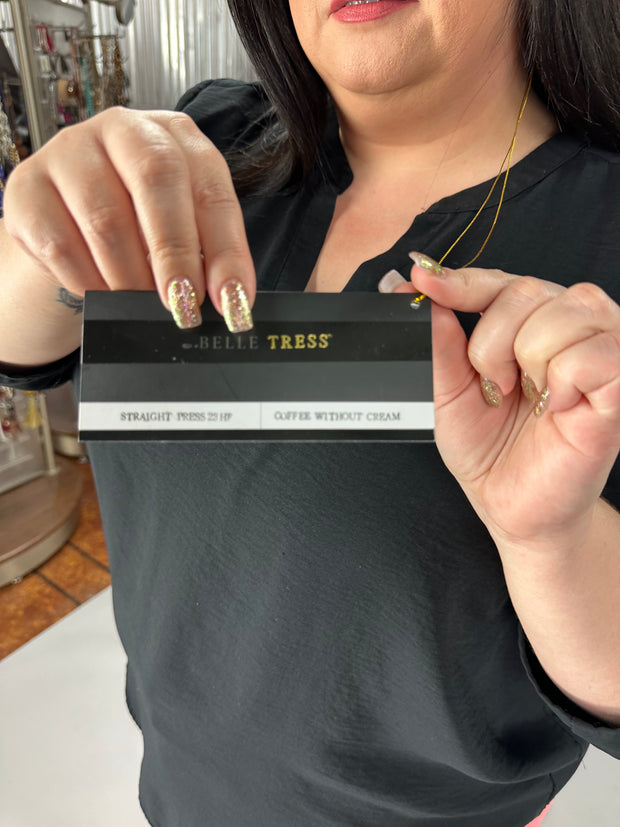 BELLE TRESS®
STRAIGHT PRESS 23 HF COFFEE WITHOUT CREAM